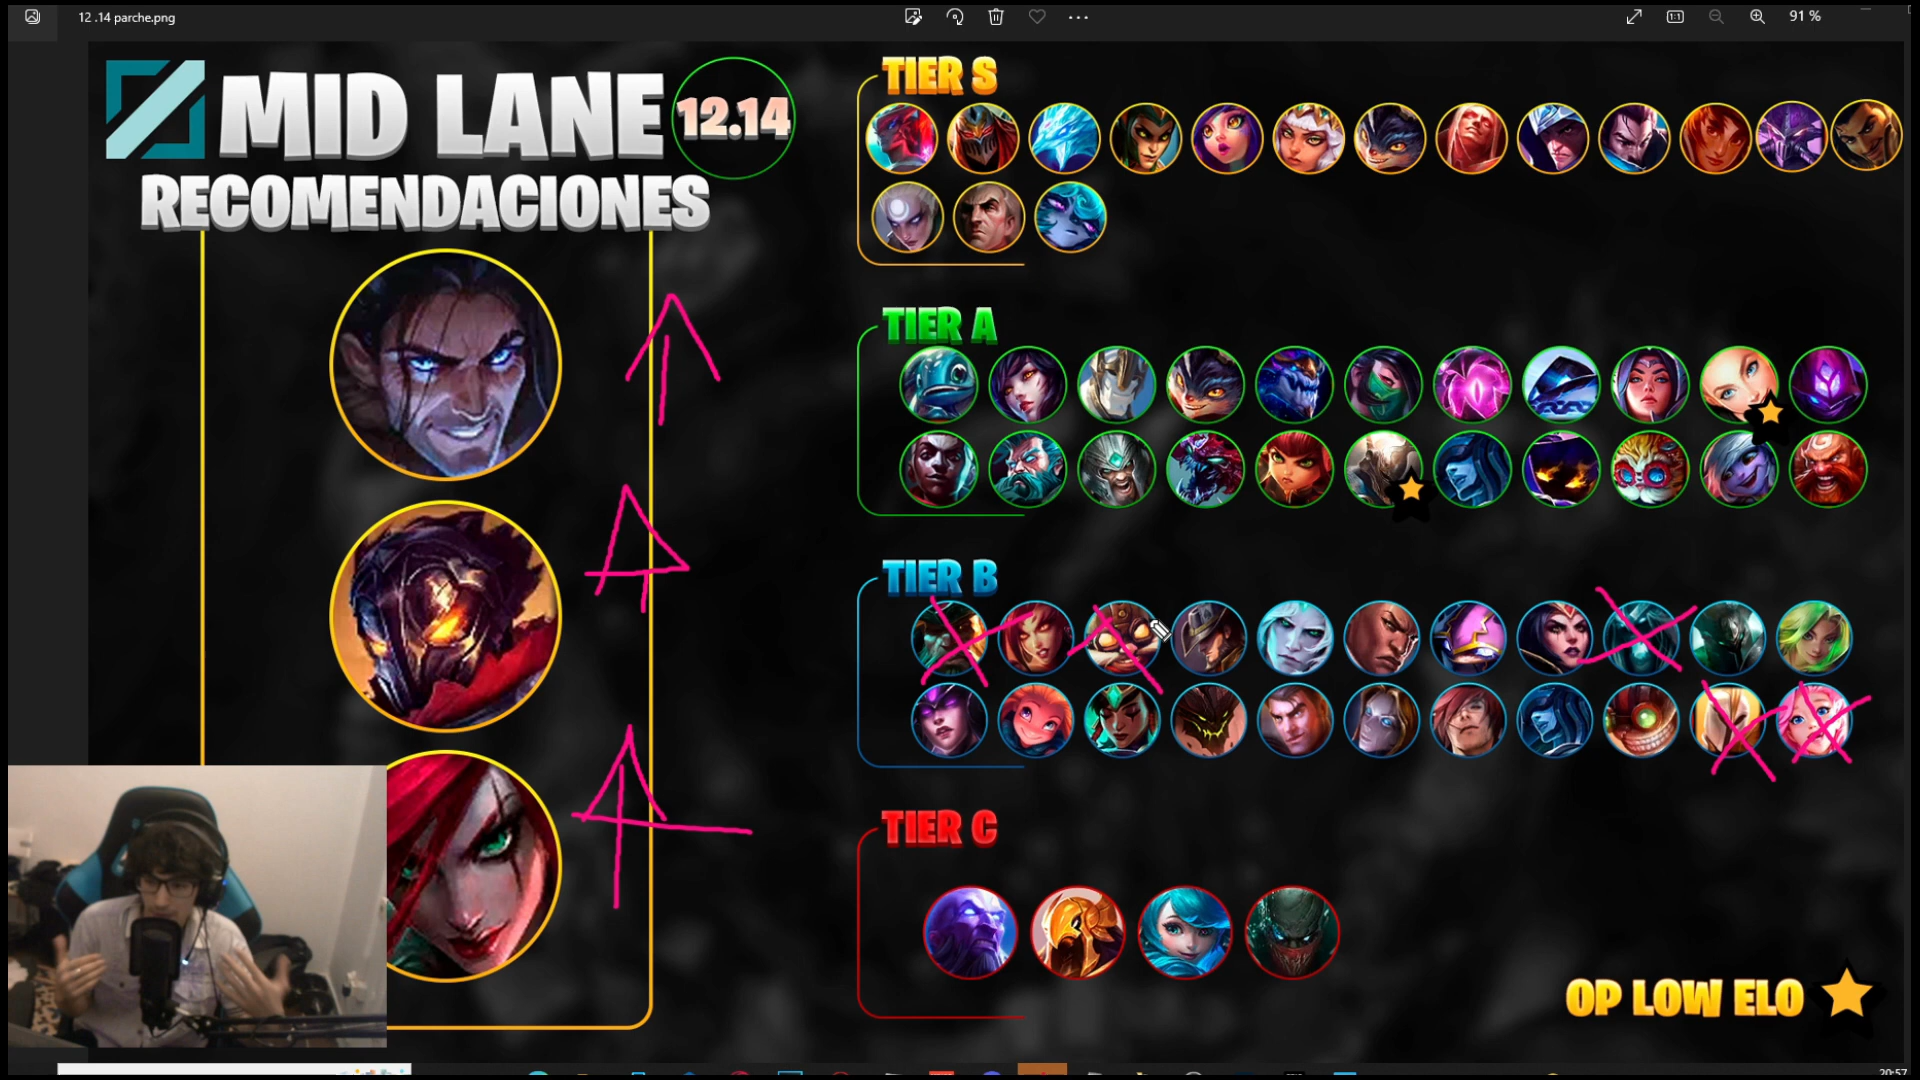 12 .14 parche.png
91 %
MID LANE
12.14
RECOMENDACIONES
TIER S
TIER A
TIER B
TIER C
OP LOW ELO
20:57